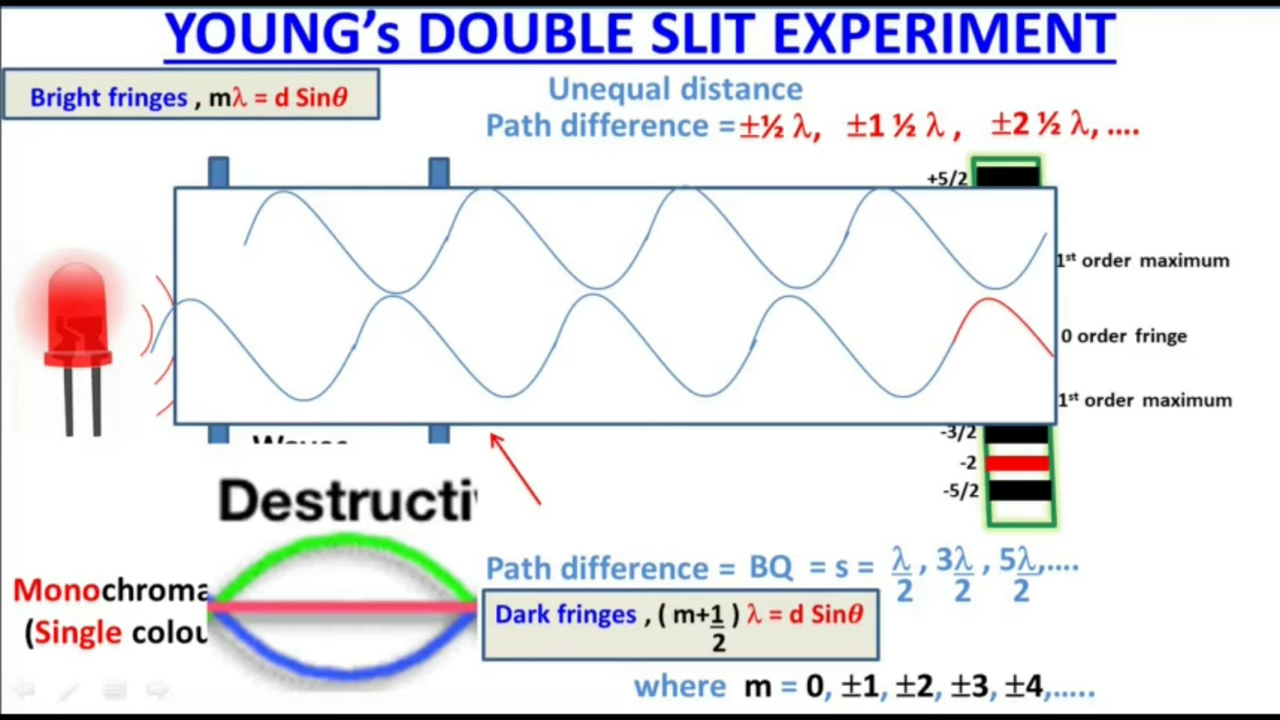 YOUNG's DOUBLE SLIT EXPERIMENT
Bright fringes , mλ = d Sinθ
Unequal distance
Path difference = ±½ λ, ±1 ½ λ , ±2 ½ λ, ....
+5/2
1st order maximum
0 order fringe
1st order maximum
-3/2
-2
-5/2
Path difference = BQ = s = λ/2 , 3λ/2 , 5λ/2,....
Dark fringes , ( m+1/2 ) λ = d Sinθ
where m = 0, ±1, ±2, ±3, ±4,.....
Destructi
Monochroma
(Single colou